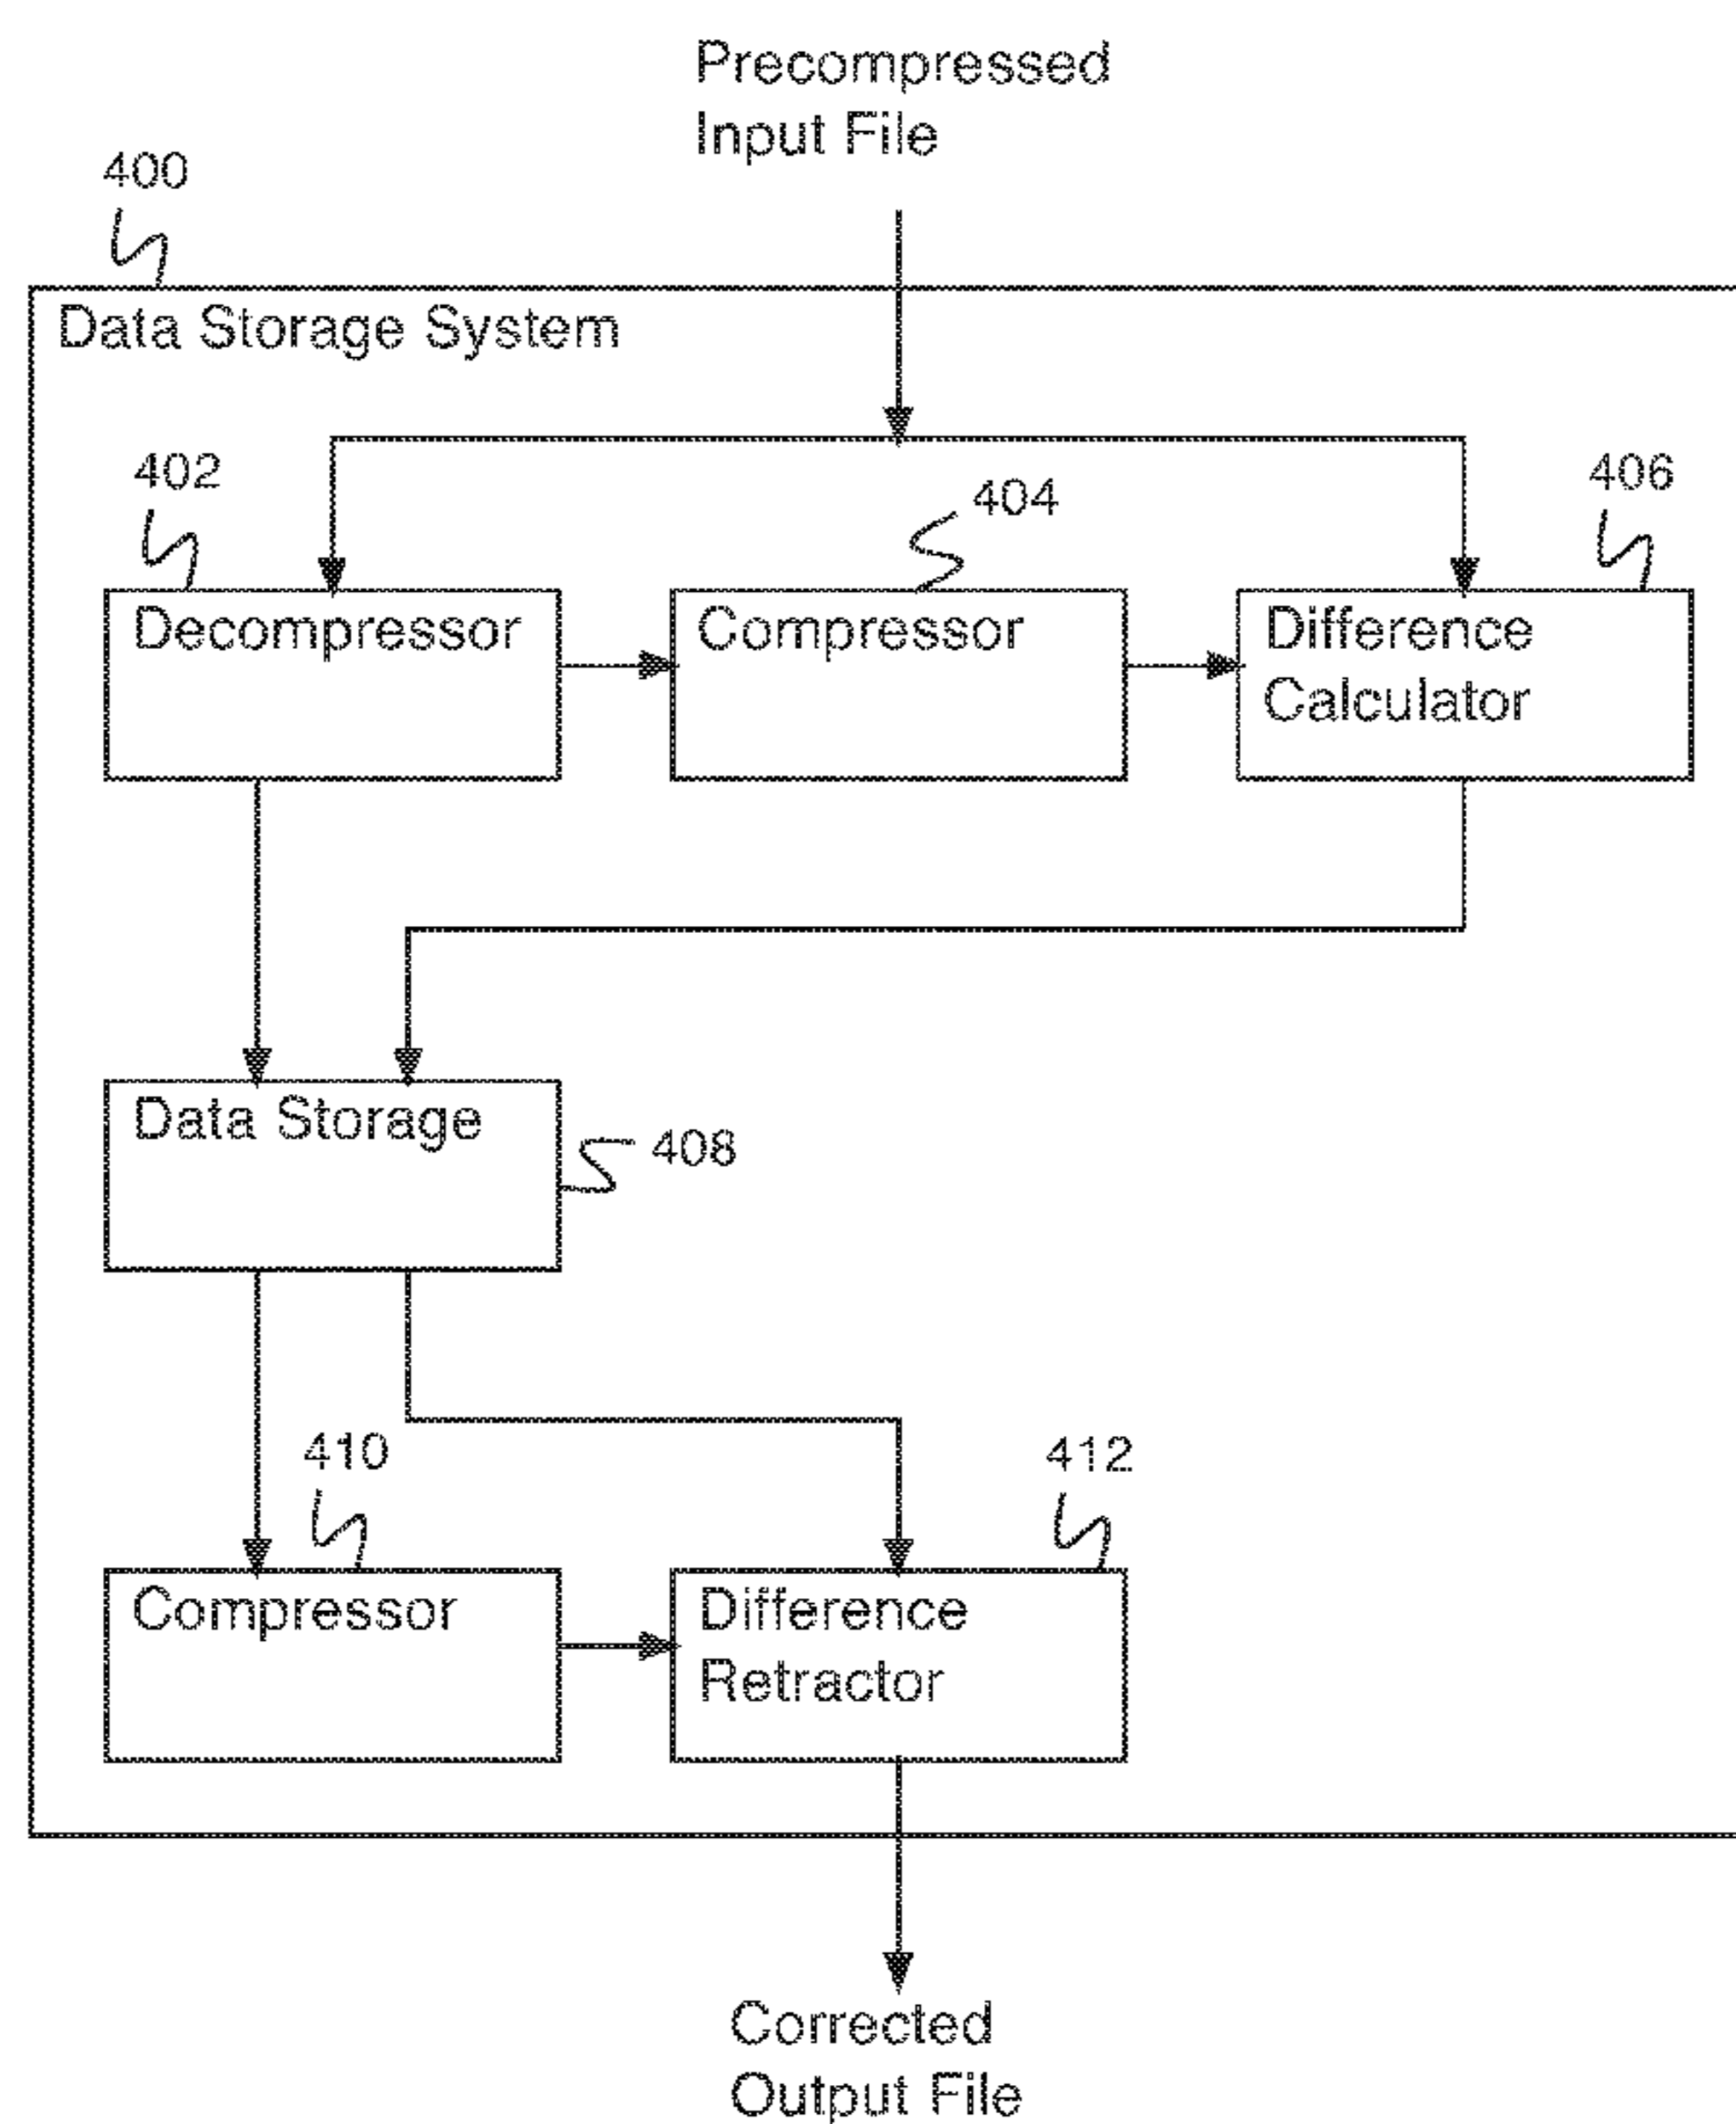 Precompressed
Input File
400
Data Storage System
402
404
406
Decompressor
Compressor
Difference
Calculator
Data Storage
408
410
412
Compressor
Difference
Retractor
Corrected
Output File